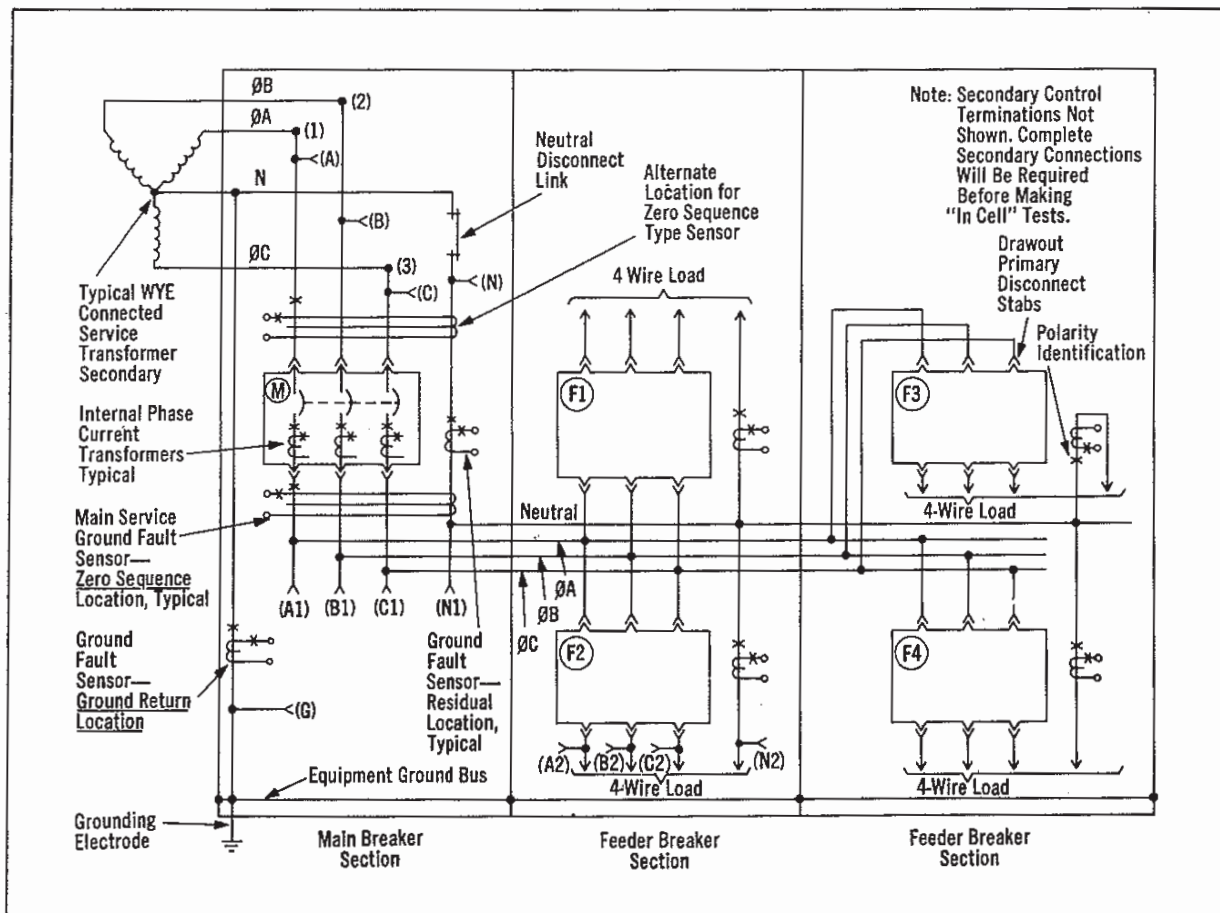 ØB
(2)
ØA
(1)
(A)
N
(B)
ØC
(3)
(C)
(N)
Neutral
Disconnect
Link
Alternate
Location for
Zero Sequence
Type Sensor
Note: Secondary Control
Terminations Not
Shown. Complete
Secondary Connections
Will Be Required
Before Making
"In Cell" Tests.
Drawout
Primary
Disconnect
Stabs
Polarity
Identification
Typical WYE
Connected
Service
Transformer
Secondary
4 Wire Load
M
F1
F3
Internal Phase
Current
Transformers
Typical
4-Wire Load
Main Service
Ground Fault
Sensor—
Zero Sequence
Location, Typical
Neutral
ØA
ØB
ØC
(A1)
(B1)
(C1)
(N1)
Ground
Fault
Sensor—
Ground Return
Location
Ground
Fault
Sensor—
Residual
Location,
Typical
F2
F4
(G)
(A2)
(B2)
(C2)
(N2)
4-Wire Load
4-Wire Load
Equipment Ground Bus
Grounding
Electrode
Main Breaker
Section
Feeder Breaker
Section
Feeder Breaker
Section